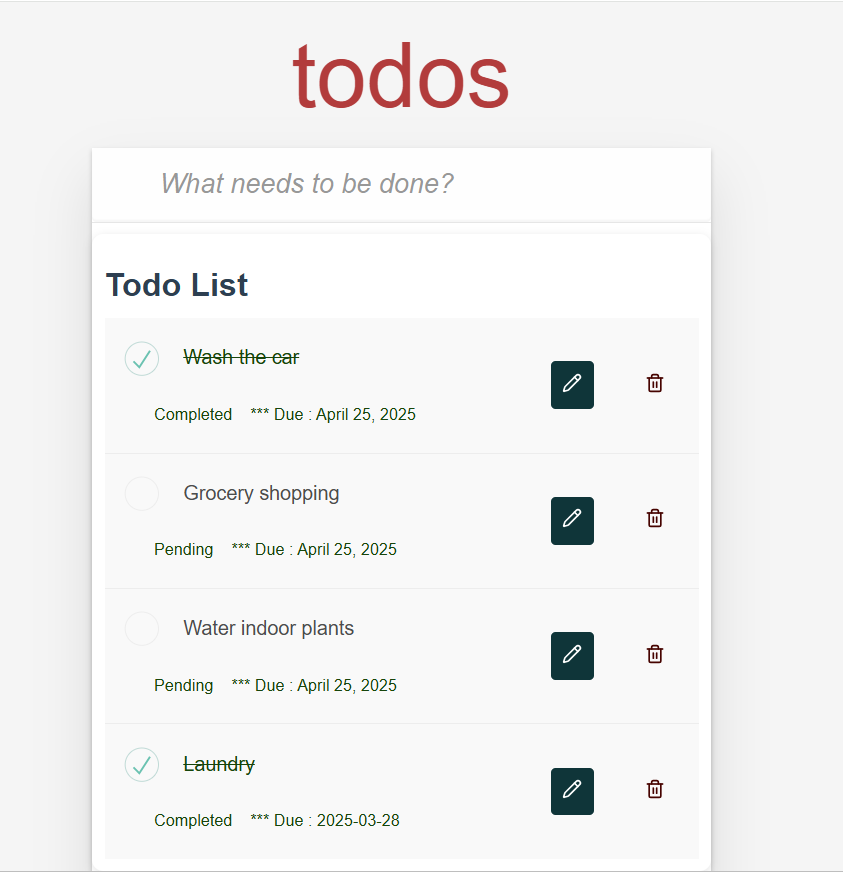 todos
What needs to be done?
Todo List
Wash the car
Completed *** Due : April 25, 2025
Grocery shopping
Pending *** Due : April 25, 2025
Water indoor plants
Pending *** Due : April 25, 2025
Laundry
Completed *** Due : 2025-03-28